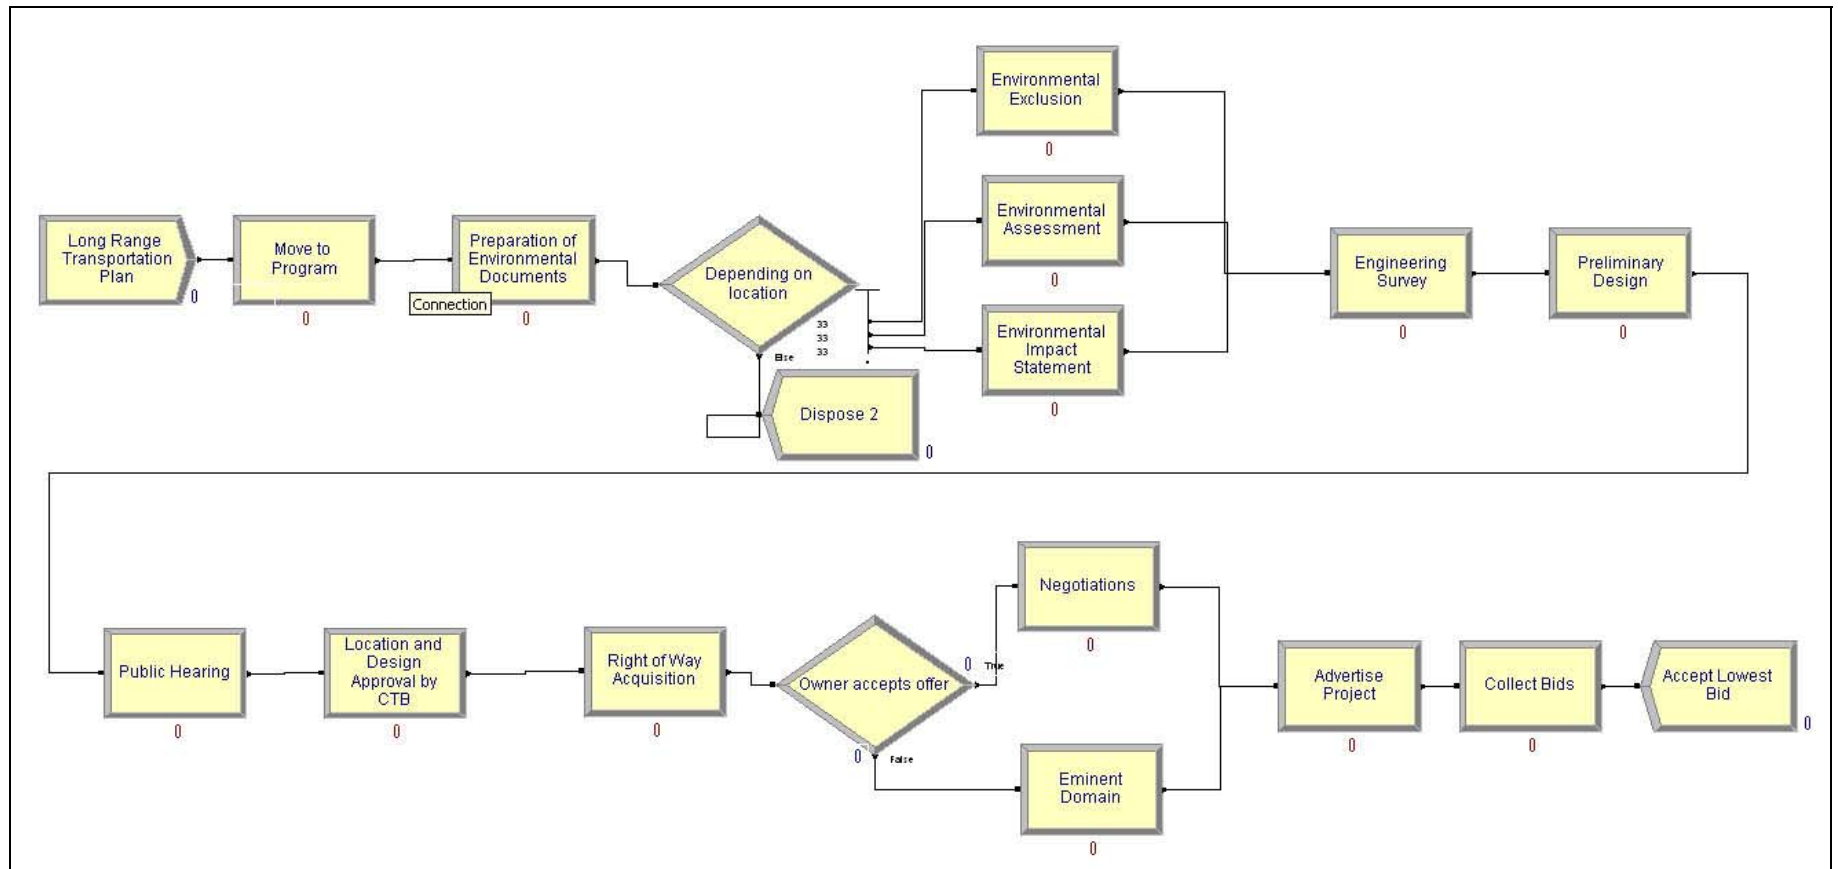 Long Range
Transportation
Plan
0
Move to
Program
0
Connection
Preparation of
Environmental
Documents
0
Depending on
location
33
33
33
Else
Dispose 2
0
Environmental
Exclusion
0
Environmental
Assessment
0
Environmental
Impact
Statement
0
Engineering
Survey
0
Preliminary
Design
0
Public Hearing
0
Location and
Design
Approval by
CTB
0
Right of Way
Acquisition
0
Owner accepts offer
0
True
0
False
Negotiations
0
Eminent
Domain
0
Advertise
Project
0
Collect Bids
0
Accept Lowest
Bid
0